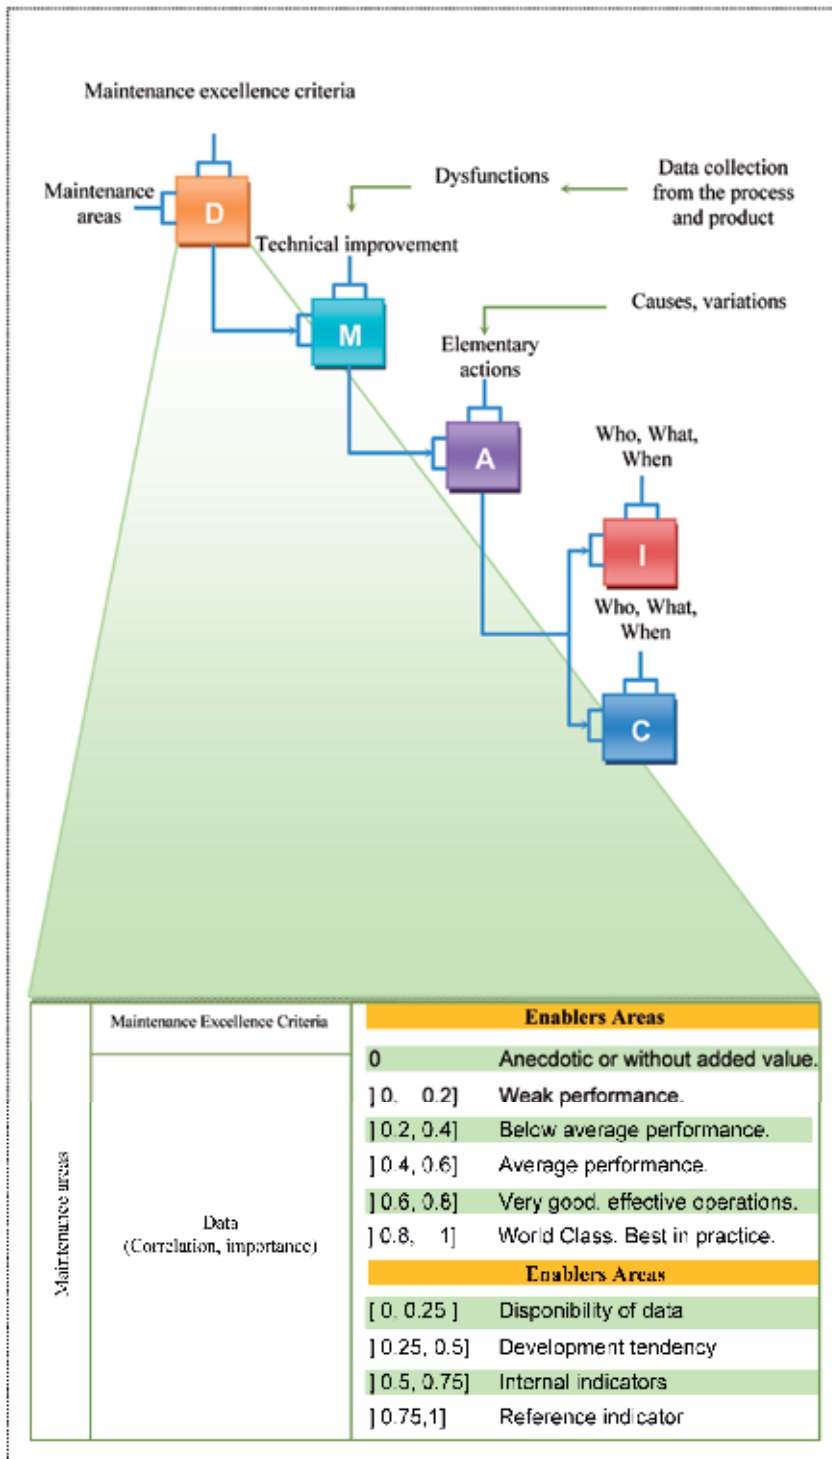 Maintenance excellence criteria
Maintenance
areas
D
Dysfunctions
Data collection
from the process
and product
Technical improvement
M
Causes, variations
Elementary
actions
A
Who, What,
When
I
Who, What,
When
C
Maintenance areas
Maintenance Excellence Criteria
Data
(Correlation, importance)
Enablers Areas
0 Anecdotic or without added value.
] 0, 0.2] Weak performance.
] 0.2, 0.4] Below average performance.
] 0.4, 0.6] Average performance.
] 0.6, 0.8] Very good. effective operations.
] 0.8, 1] World Class. Best in practice.
Enablers Areas
[ 0, 0.25 ] Disponibility of data
] 0.25, 0.5] Development tendency
] 0.5, 0.75] Internal indicators
] 0.75,1] Reference indicator